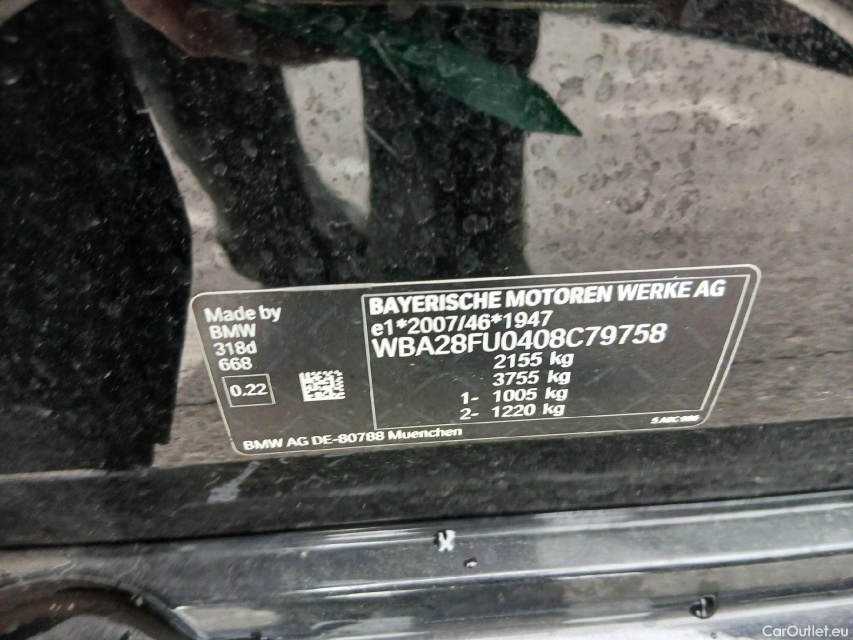 Made by
BMW
318d
668
0.22
BAYERISCHE MOTOREN WERKE AG
e1*2007/46*1947
WBA28FU0408C79758
2155 kg
3755 kg
1- 1005 kg
2- 1220 kg
BMW AG DE-80788 Muenchen
CarOutlet.eu